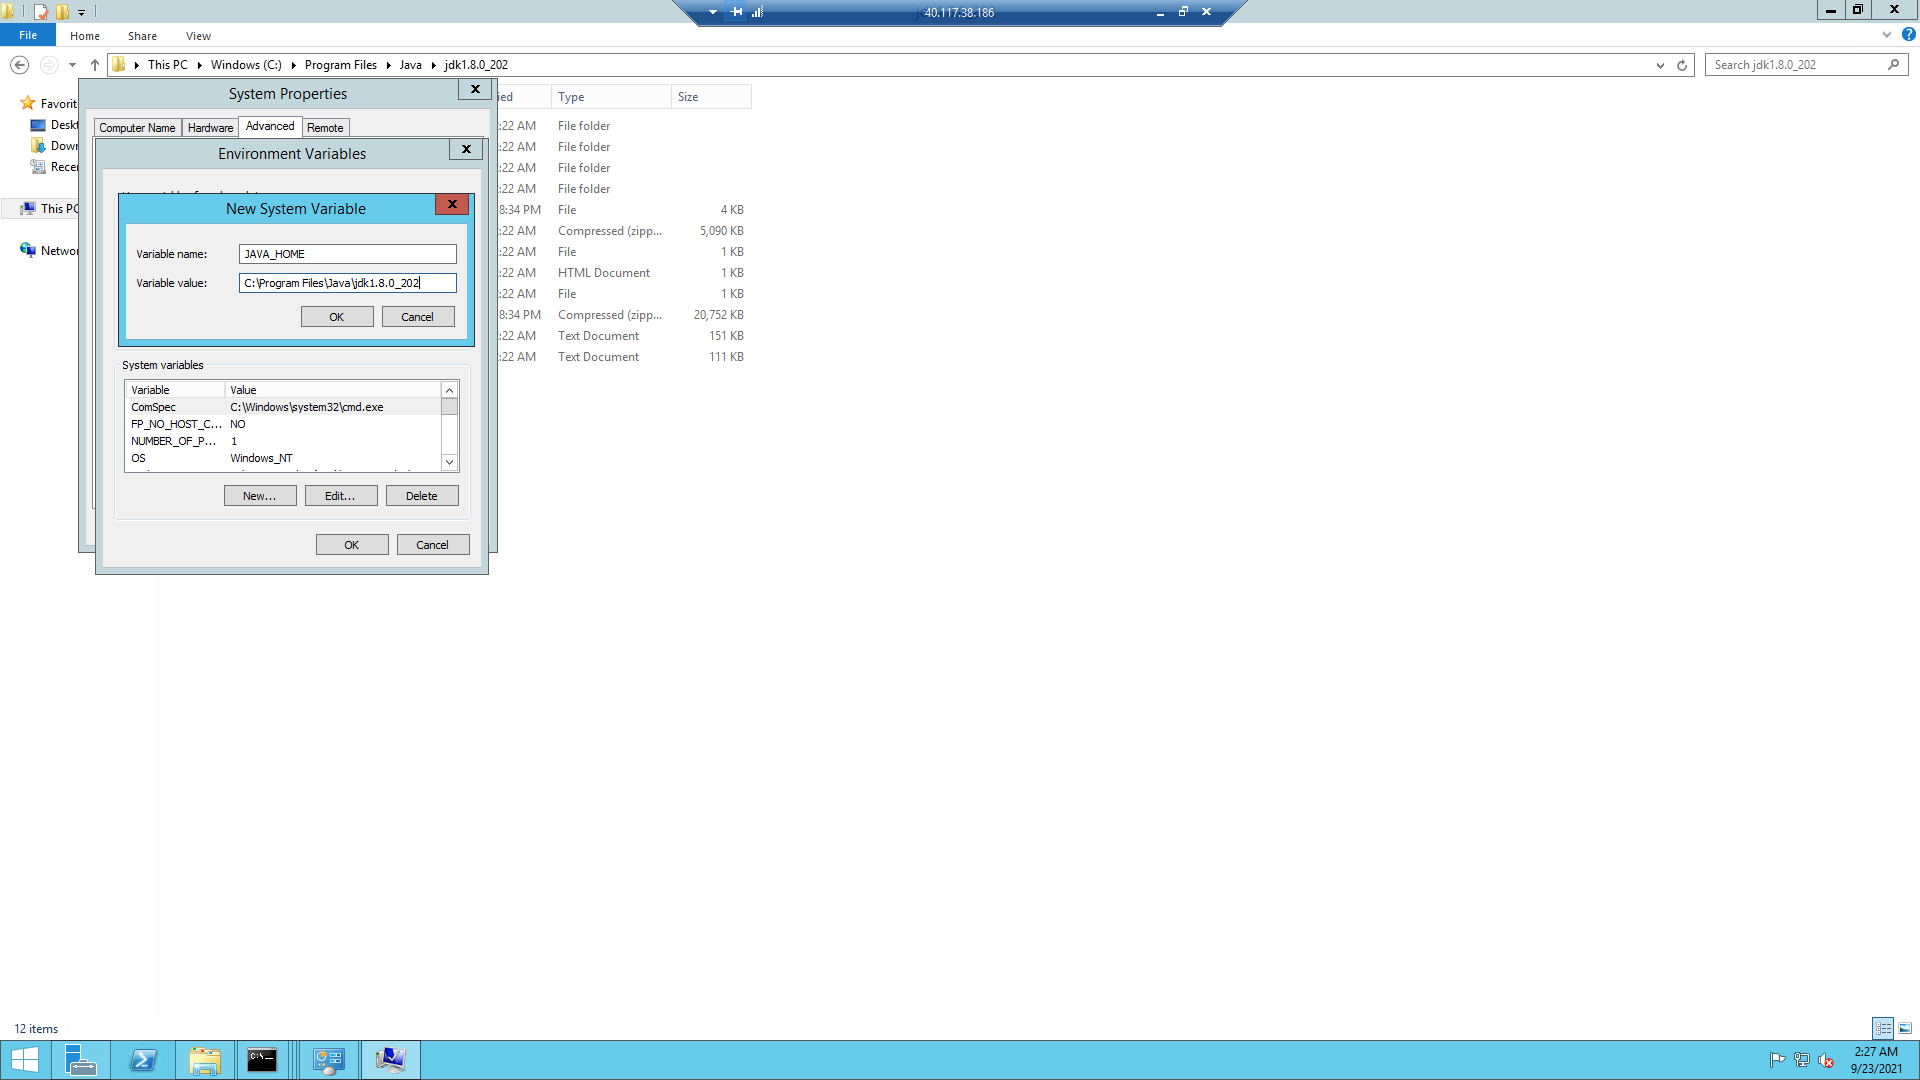 40.117.38.186
File Home Share View
This PC Windows (C:) Program Files Java jdk1.8.0_202
Search jdk1.8.0_202
System Properties
Type Size
Computer Name Hardware Advanced Remote
Environment Variables
New System Variable
Variable name: JAVA_HOME
Variable value: C:\Program Files\Java\jdk1.8.0_202
OK Cancel
System variables
Variable Value
ComSpec C:\Windows\system32\cmd.exe
FP_NO_HOST_C... NO
NUMBER_OF_P... 1
OS Windows_NT
New... Edit... Delete
OK Cancel
Favorit
Deskt
Down
Recen
This PC
Networ
ied
:22 AM File folder
:22 AM File folder
:22 AM File folder
:22 AM File folder
8:34 PM File 4 KB
:22 AM Compressed (zipp... 5,090 KB
:22 AM File 1 KB
:22 AM HTML Document 1 KB
:22 AM File 1 KB
8:34 PM Compressed (zipp... 20,752 KB
:22 AM Text Document 151 KB
:22 AM Text Document 111 KB
12 items
C:\
2:27 AM
9/23/2021